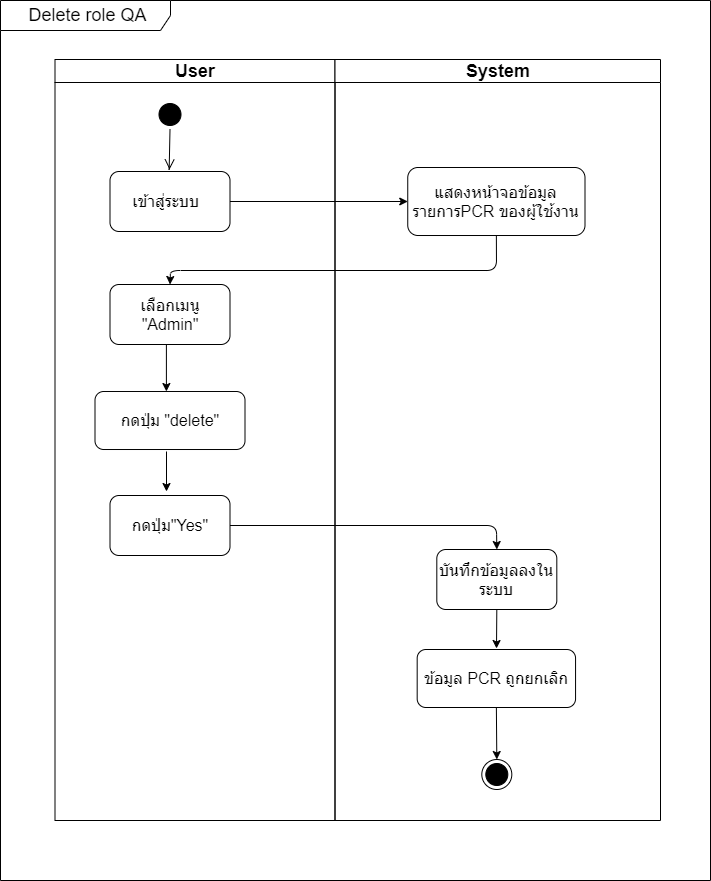 Delete role QA
User
System
เข้าสู่ระบบ
แสดงหน้าจอข้อมูล
รายการPCR ของผู้ใช้งาน
เลือกเมนู
"Admin"
กดปุ่ม "delete"
กดปุ่ม"Yes"
บันทึกข้อมูลลงใน
ระบบ
ข้อมูล PCR ถูกยกเลิก